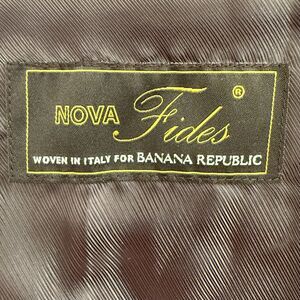 NOVA Fides ®
WOVEN IN ITALY FOR BANANA REPUBLIC